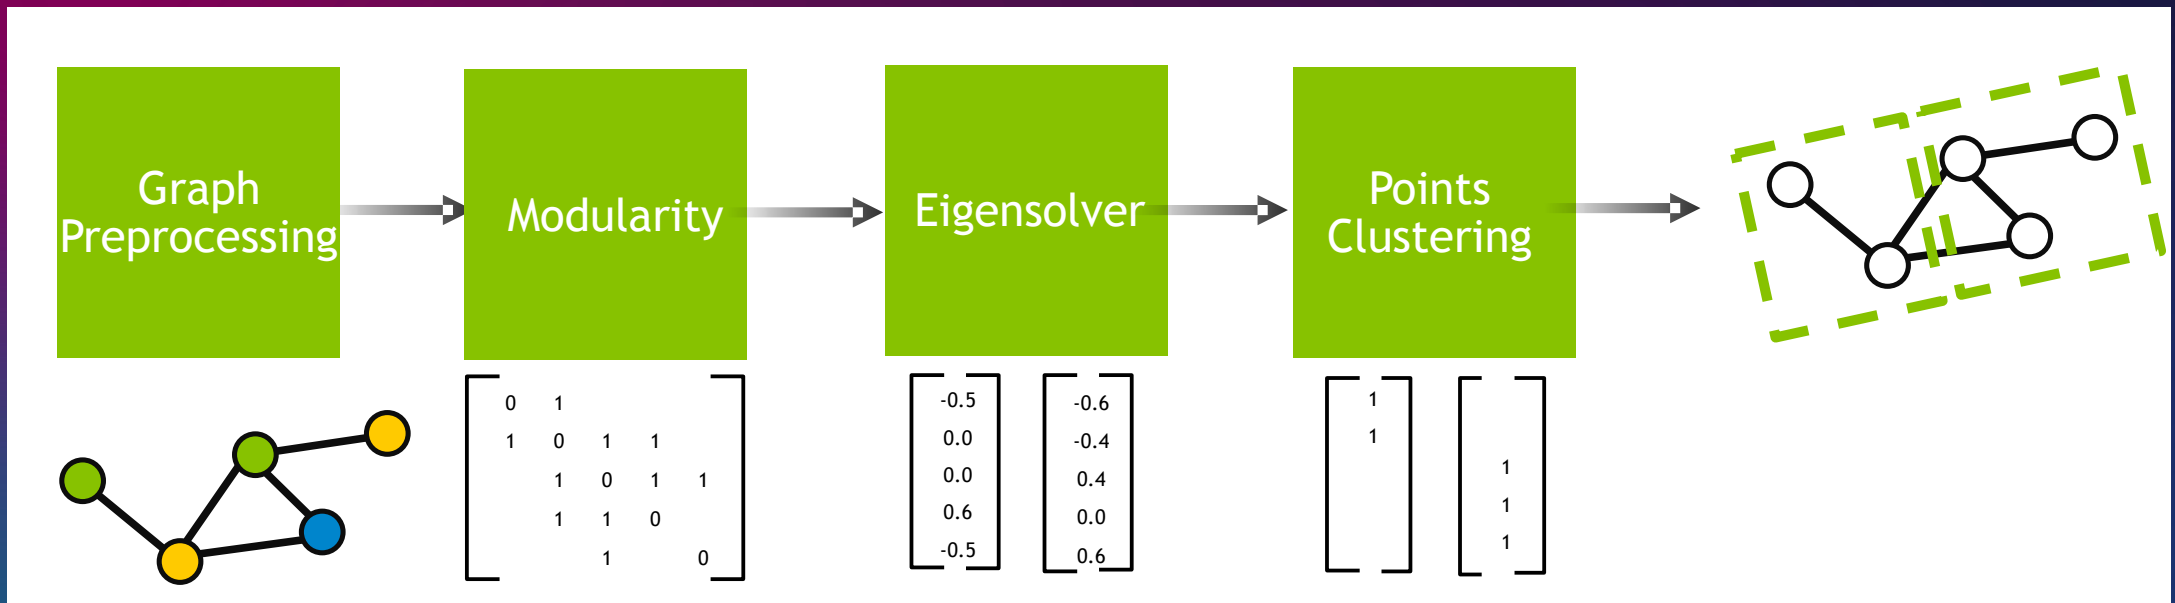 Graph
Preprocessing
Modularity
Eigensolver
Points
Clustering
0 1
1 0 1 1
1 0 1 1
1 1 0
1 0
-0.5
0.0
0.0
0.6
-0.5
-0.6
-0.4
0.4
0.0
0.6
1
1
1
1
1